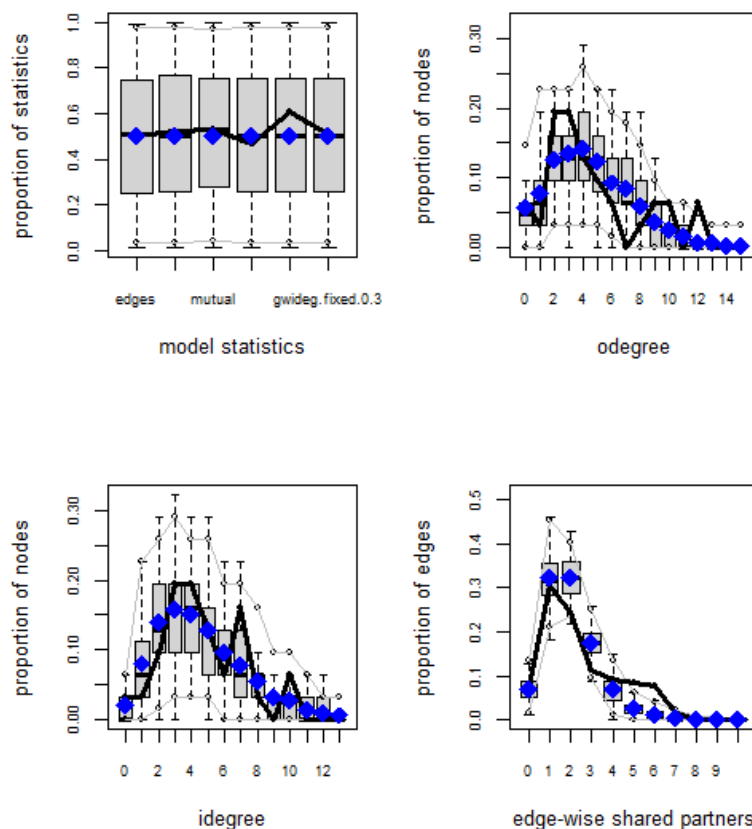 proportion of statistics
0.0 0.2 0.4 0.6 0.8 1.0
edges mutual gwideg.fixed.0.3
model statistics
proportion of nodes
0.00 0.10 0.20 0.30
0 2 4 6 8 10 12 14
odegree
proportion of nodes
0.00 0.10 0.20 0.30
0 2 4 6 8 10 12
idegree
proportion of edges
0.0 0.1 0.2 0.3 0.4 0.5
0 1 2 3 4 5 6 7 8 9
edge-wise shared partners